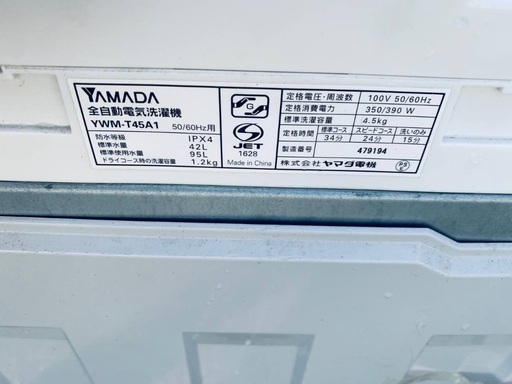 YAMADA
全自動電気洗濯機
YWM-T45A1 50/60Hz用
防水等級 IPX4
標準水量 42L
標準使用水量 95L
ドライコース時の洗濯容量 1.2kg
G
S
JET
1628
Made in China
定格電圧・周波数 100V 50/60Hz
定格消費電力 350/390 W
標準洗濯容量 4.5kg
定格時間 標準コース スピードコース 洗いのみ
34分 24分 15分
製造番号 479194
株式会社 ヤマダ電機
PS
E